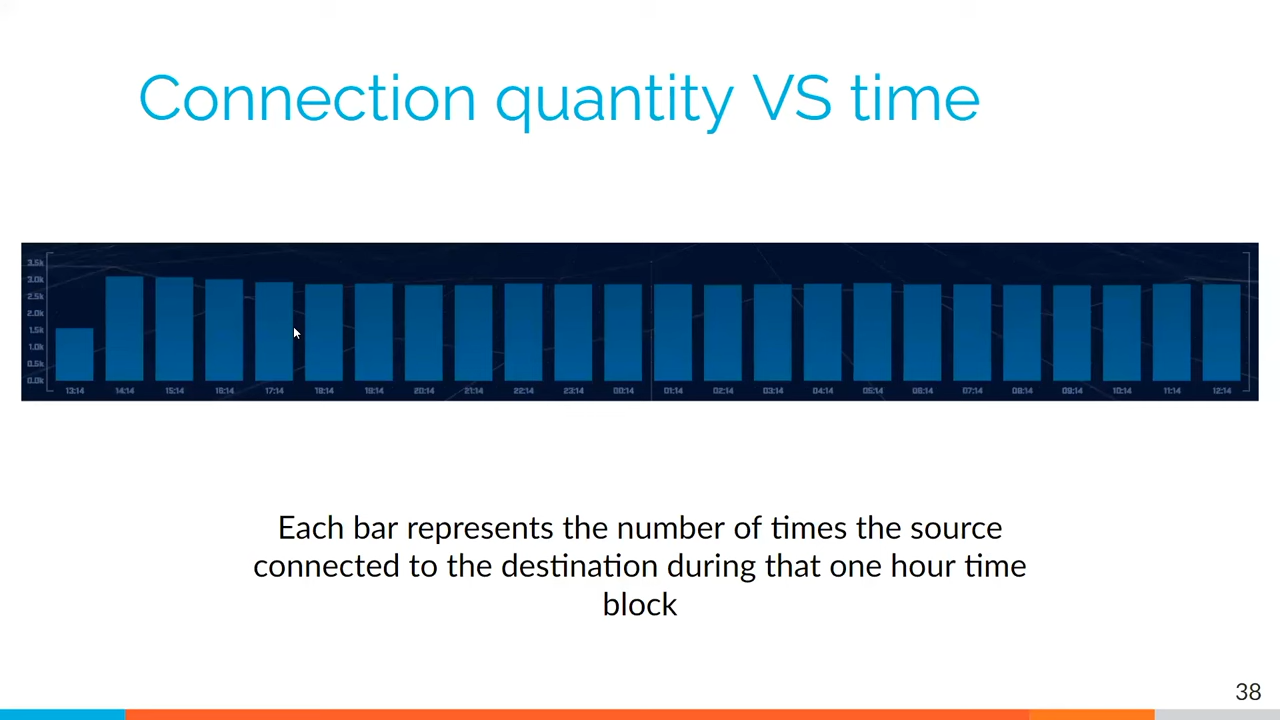 Connection quantity VS time
3.5k
3.0k
2.5k
2.0k
1.5k
1.0k
0.5k
0.0k
13:14 14:14 15:14 16:14 17:14 18:14 19:14 20:14 21:14 22:14 23:14 00:14 01:14 02:14 03:14 04:14 05:14 06:14 07:14 08:14 09:14 10:14 11:14 12:14
Each bar represents the number of times the source
connected to the destination during that one hour time
block
38